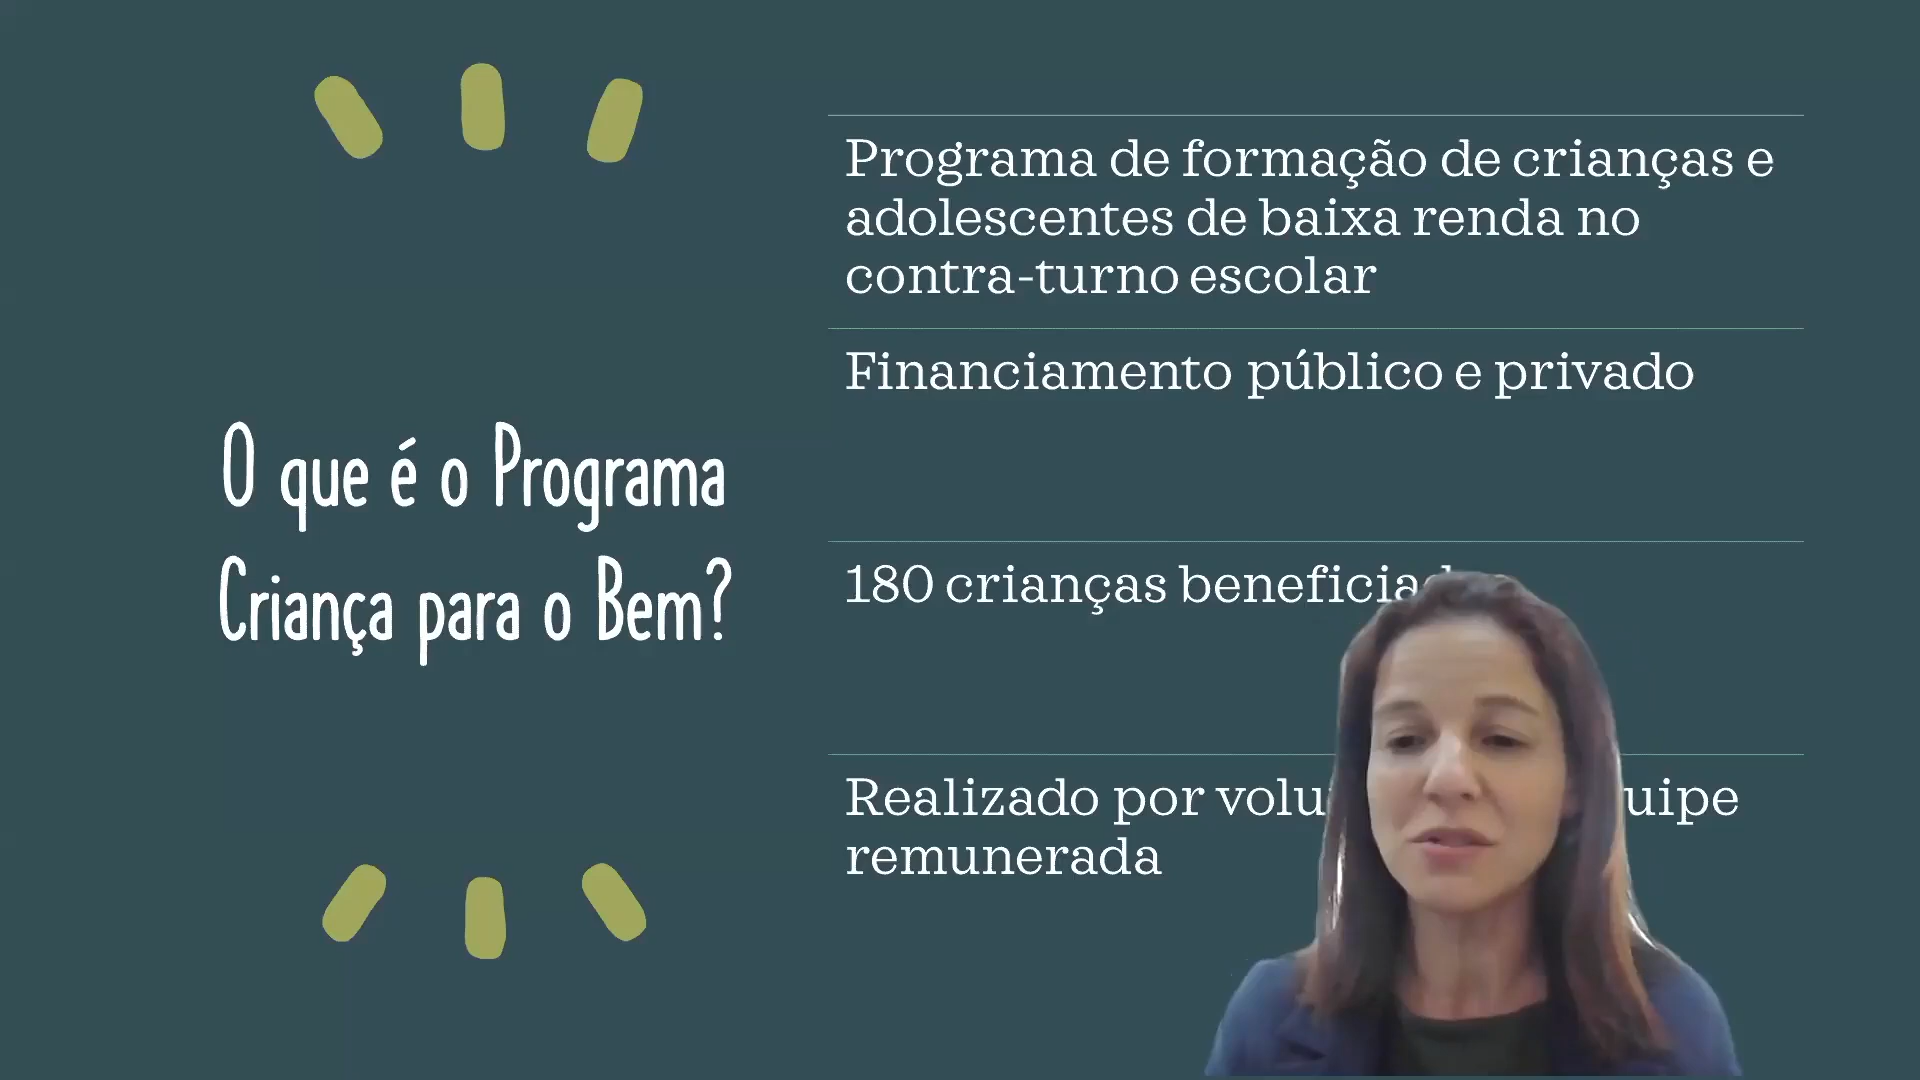 O que é o Programa
Criança para o Bem?
Programa de formação de crianças e
adolescentes de baixa renda no
contra-turno escolar
Financiamento público e privado
180 crianças
Realizado por
remunerada